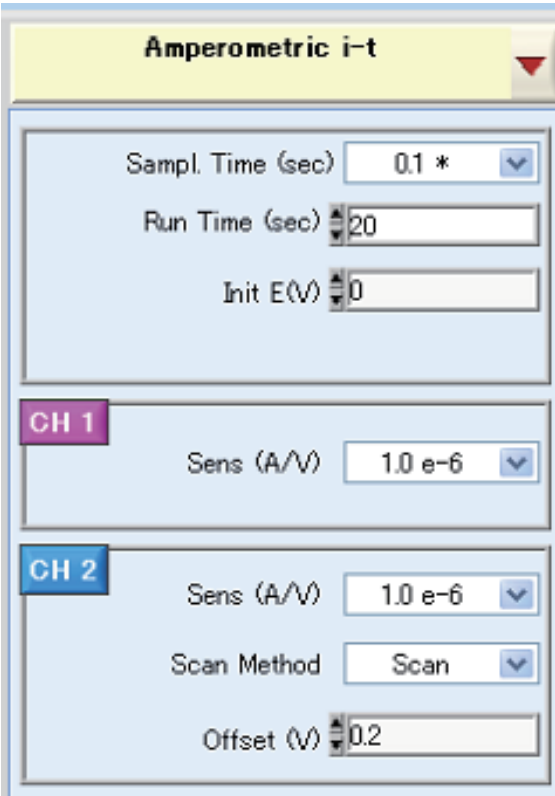 Amperometric i-t
Sampl. Time (sec) 0.1 *
Run Time (sec) 20
Init E(V) 0
CH 1
Sens (A/V) 1.0 e-6
CH 2
Sens (A/V) 1.0 e-6
Scan Method Scan
Offset (V) 0.2